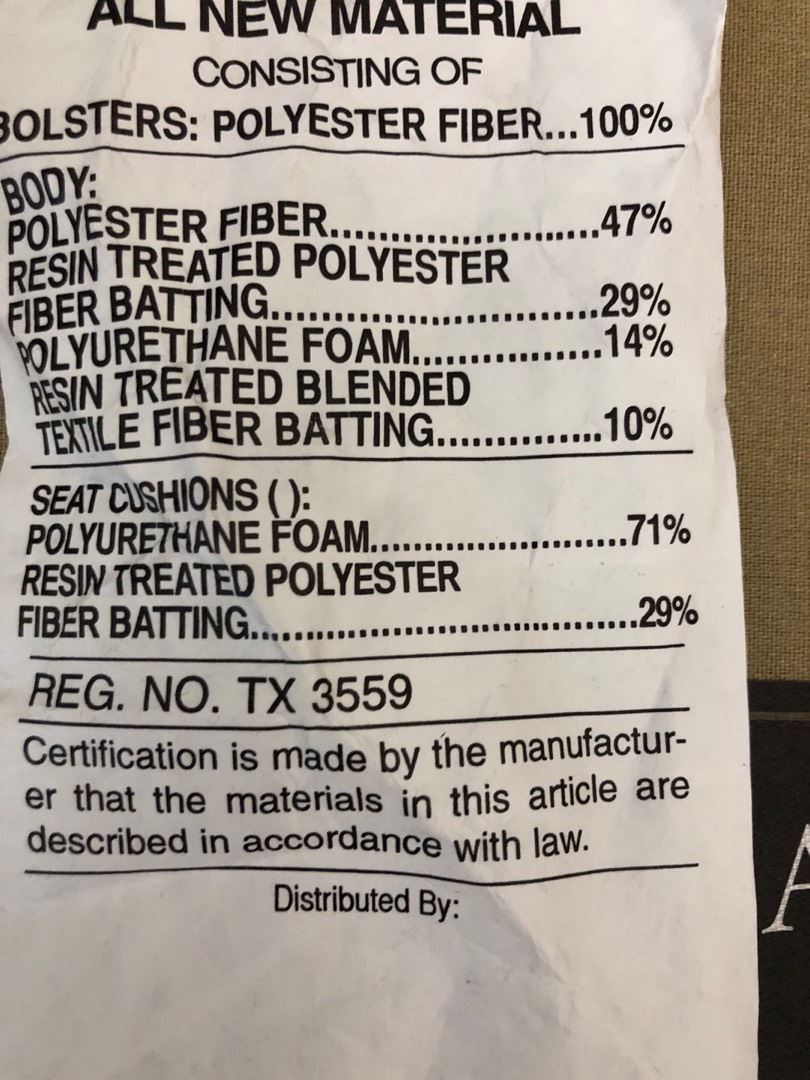 ALL NEW MATERIAL
CONSISTING OF
BOLSTERS: POLYESTER FIBER...100%
BODY:
POLYESTER FIBER.........................47%
RESIN TREATED POLYESTER
FIBER BATTING..............................29%
POLYURETHANE FOAM.................14%
RESIN TREATED BLENDED
TEXTILE FIBER BATTING...............10%
SEAT CUSHIONS ( ):
POLYURETHANE FOAM........................71%
RESIN TREATED POLYESTER
FIBER BATTING....................................29%
REG. NO. TX 3559
Certification is made by the manufactur-
er that the materials in this article are
described in accordance with law.
Distributed By:
A